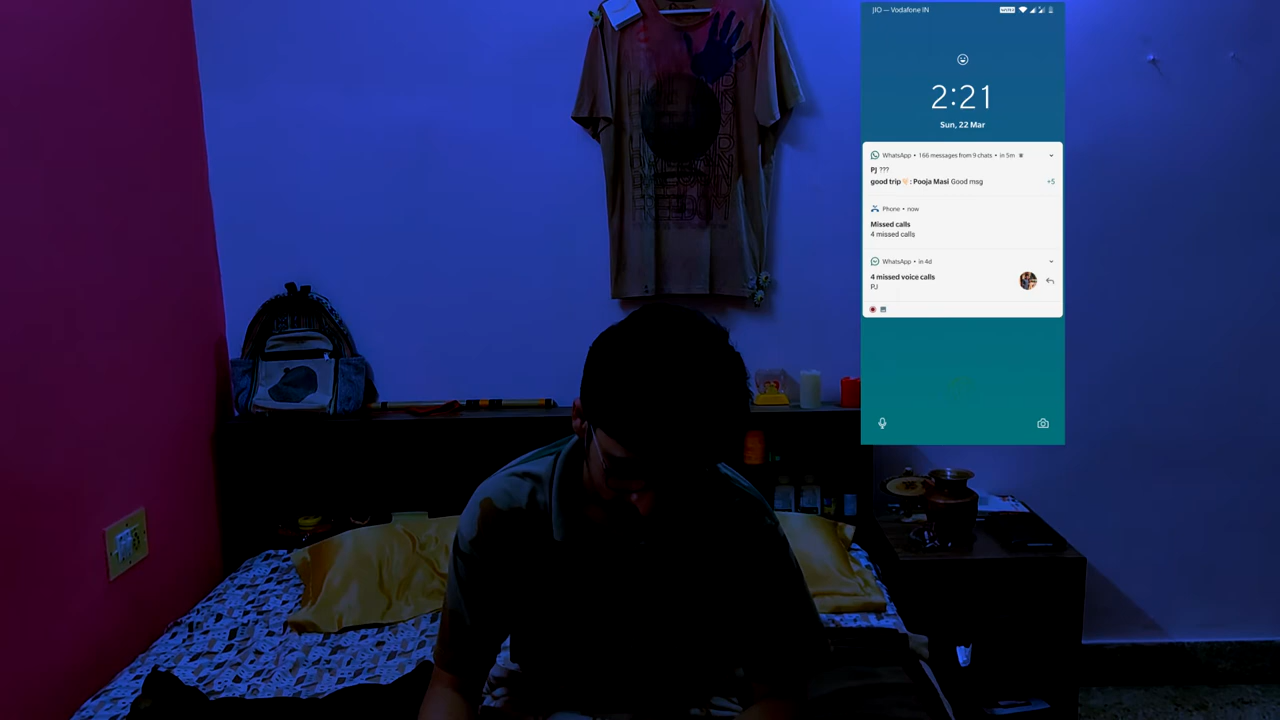 JIO — Vodafone IN
2:21
Sun, 22 Mar
WhatsApp • 166 messages from 9 chats • in 5m
PJ ???
good trip👇🏻: Pooja Masi Good msg
+5
Phone • now
Missed calls
4 missed calls
WhatsApp • in 4d
4 missed voice calls
PJ